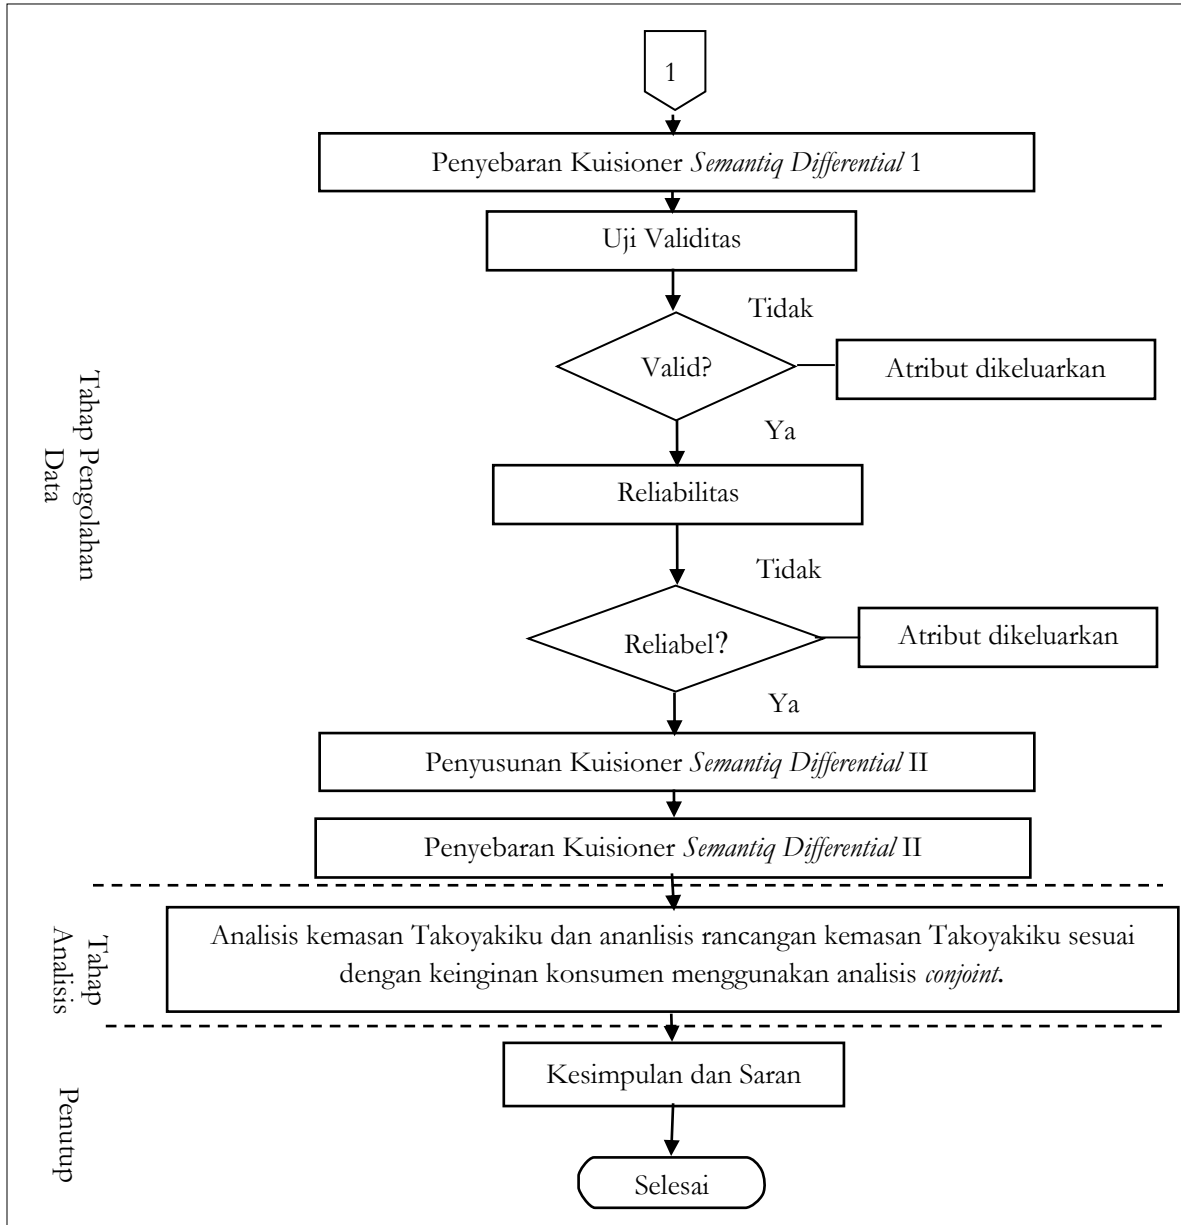 1
Penyebaran Kuisioner Semantiq Differential 1
Uji Validitas
Tidak
Valid?
Atribut dikeluarkan
Ya
Tahap Pengolahan
Data
Reliabilitas
Tidak
Reliabel?
Atribut dikeluarkan
Ya
Penyusunan Kuisioner Semantiq Differential II
Penyebaran Kuisioner Semantiq Differential II
Tahap
Analisis
Analisis kemasan Takoyakiku dan ananlisis rancangan kemasan Takoyakiku sesuai
dengan keinginan konsumen menggunakan analisis conjoint.
Penutup
Kesimpulan dan Saran
Selesai